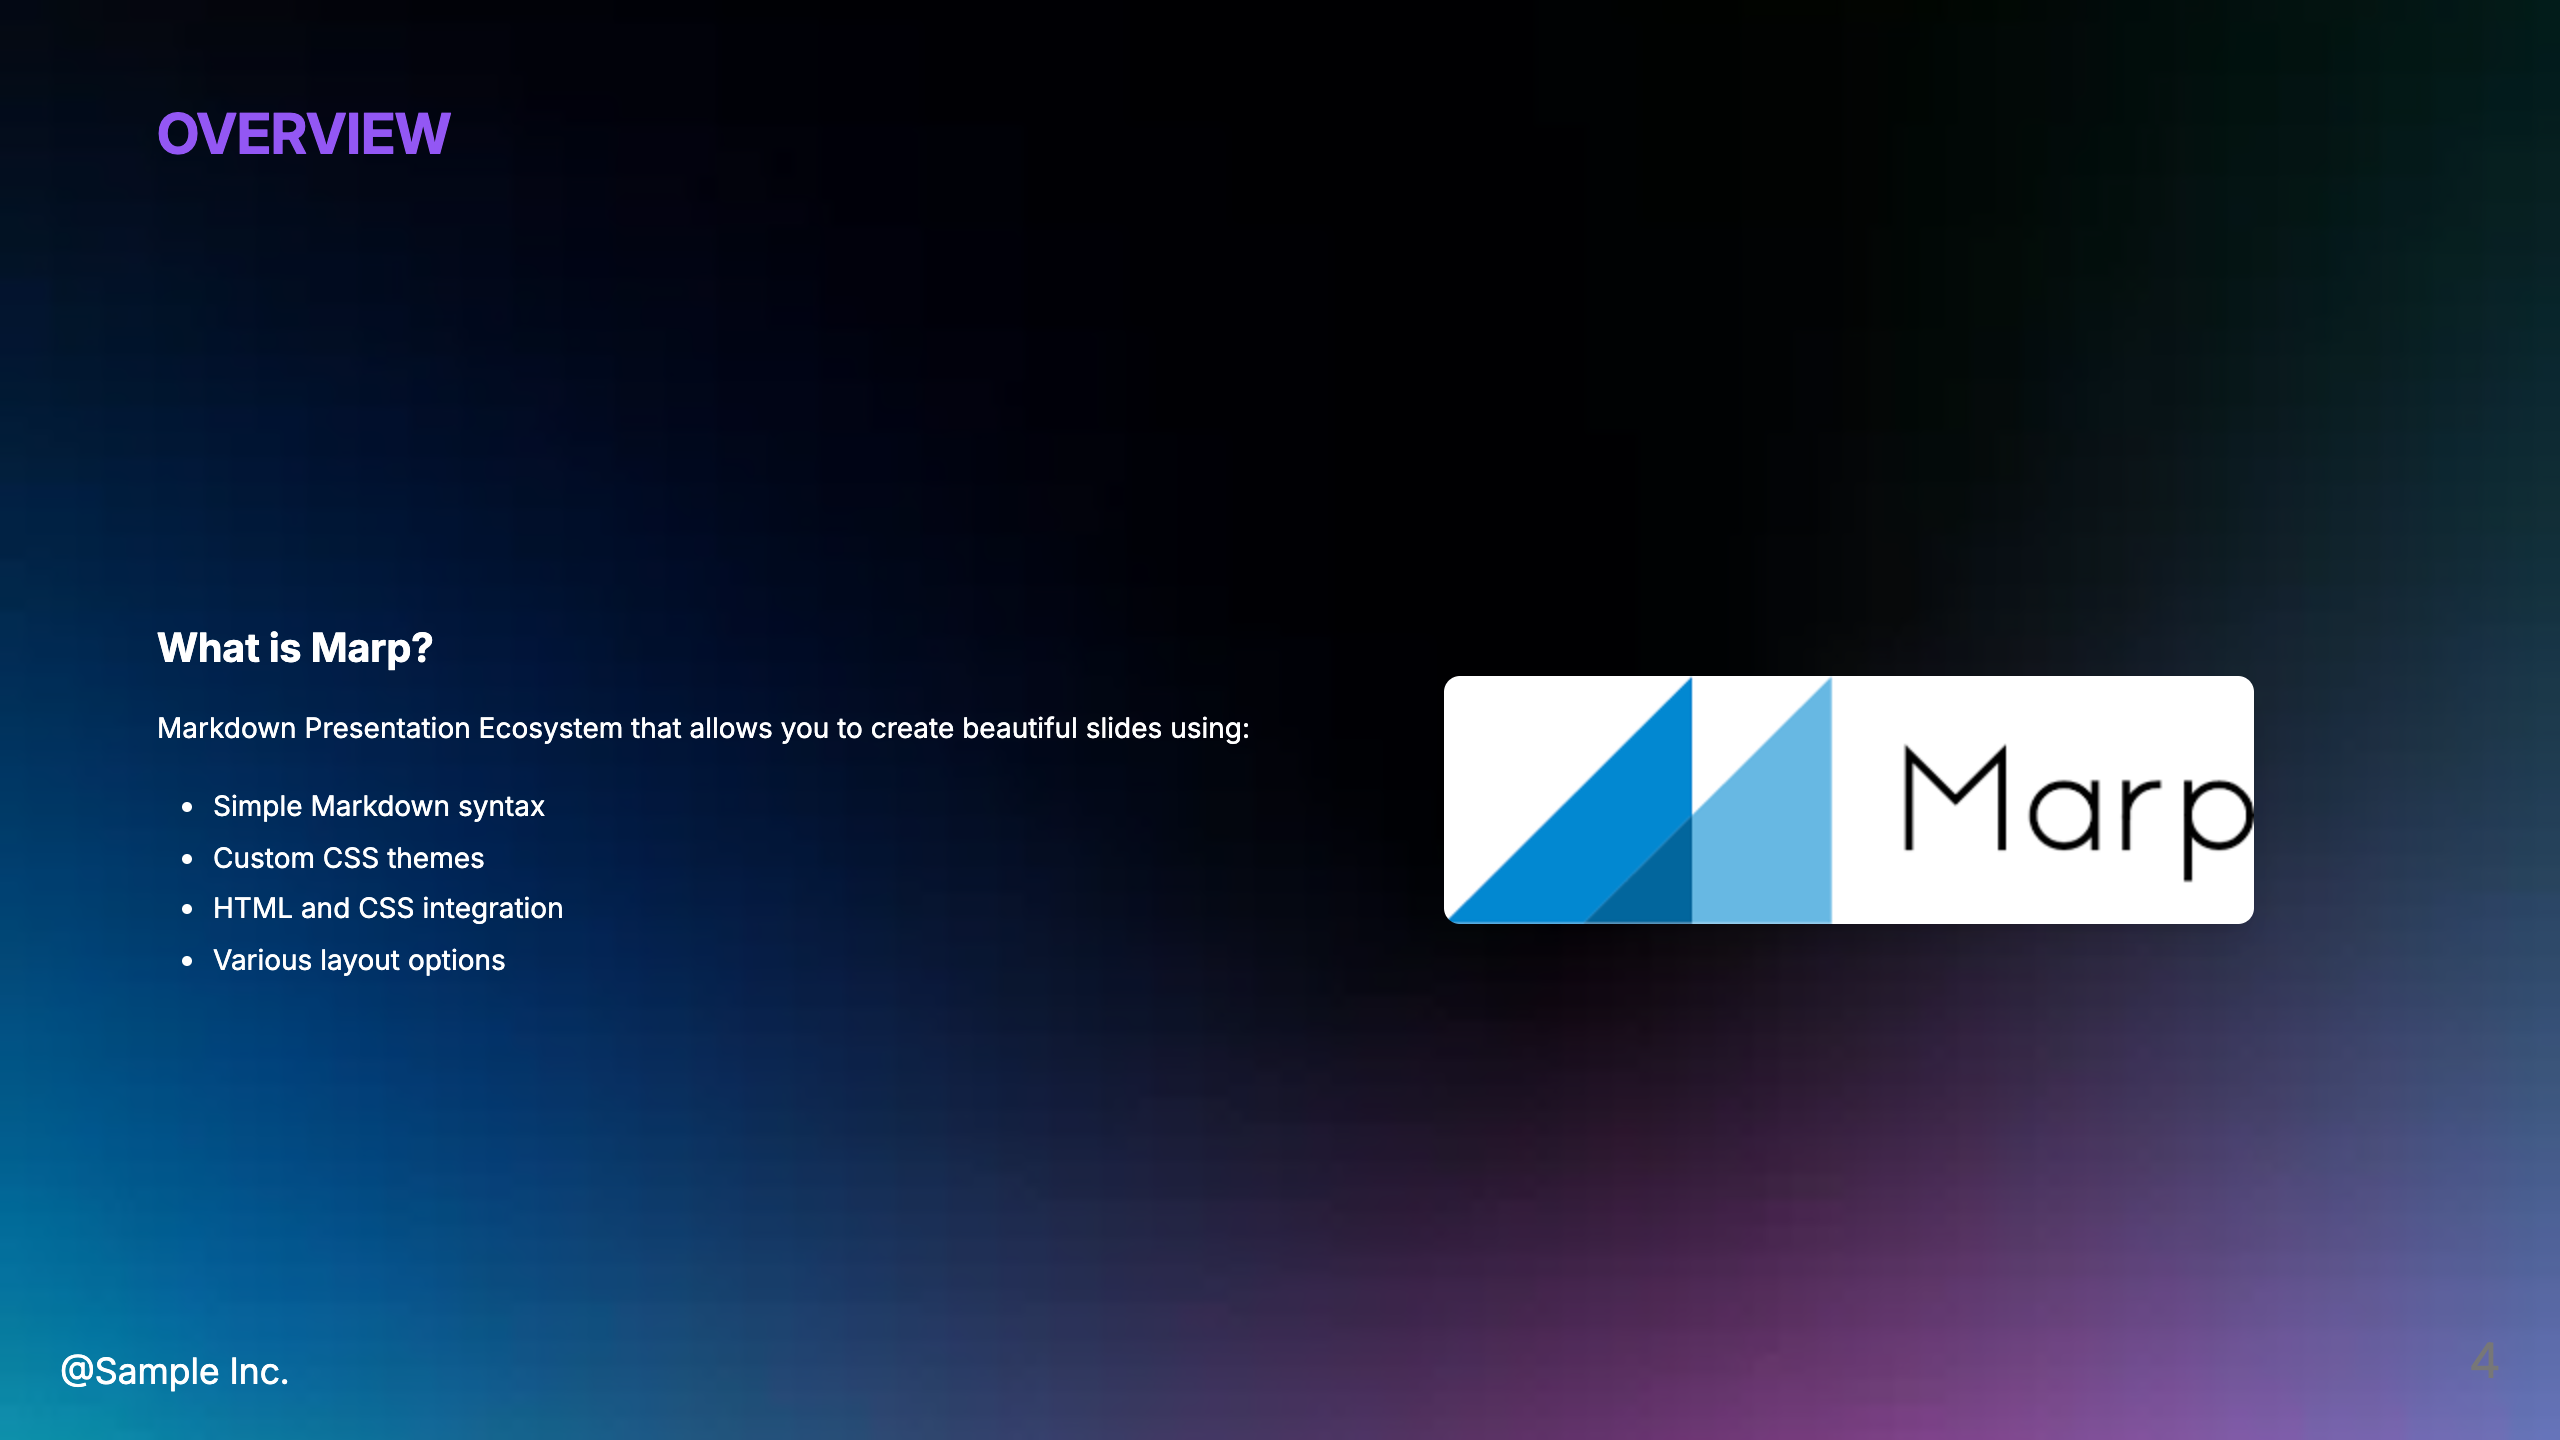 OVERVIEW
What is Marp?
Markdown Presentation Ecosystem that allows you to create beautiful slides using:
• Simple Markdown syntax
• Custom CSS themes
• HTML and CSS integration
• Various layout options
Marp
@Sample Inc.
4